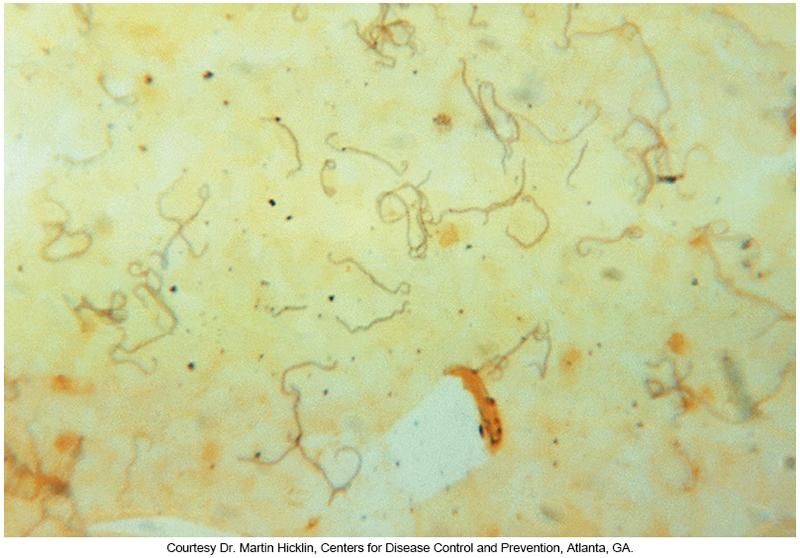 Courtesy Dr. Martin Hicklin, Centers for Disease Control and Prevention, Atlanta, GA.